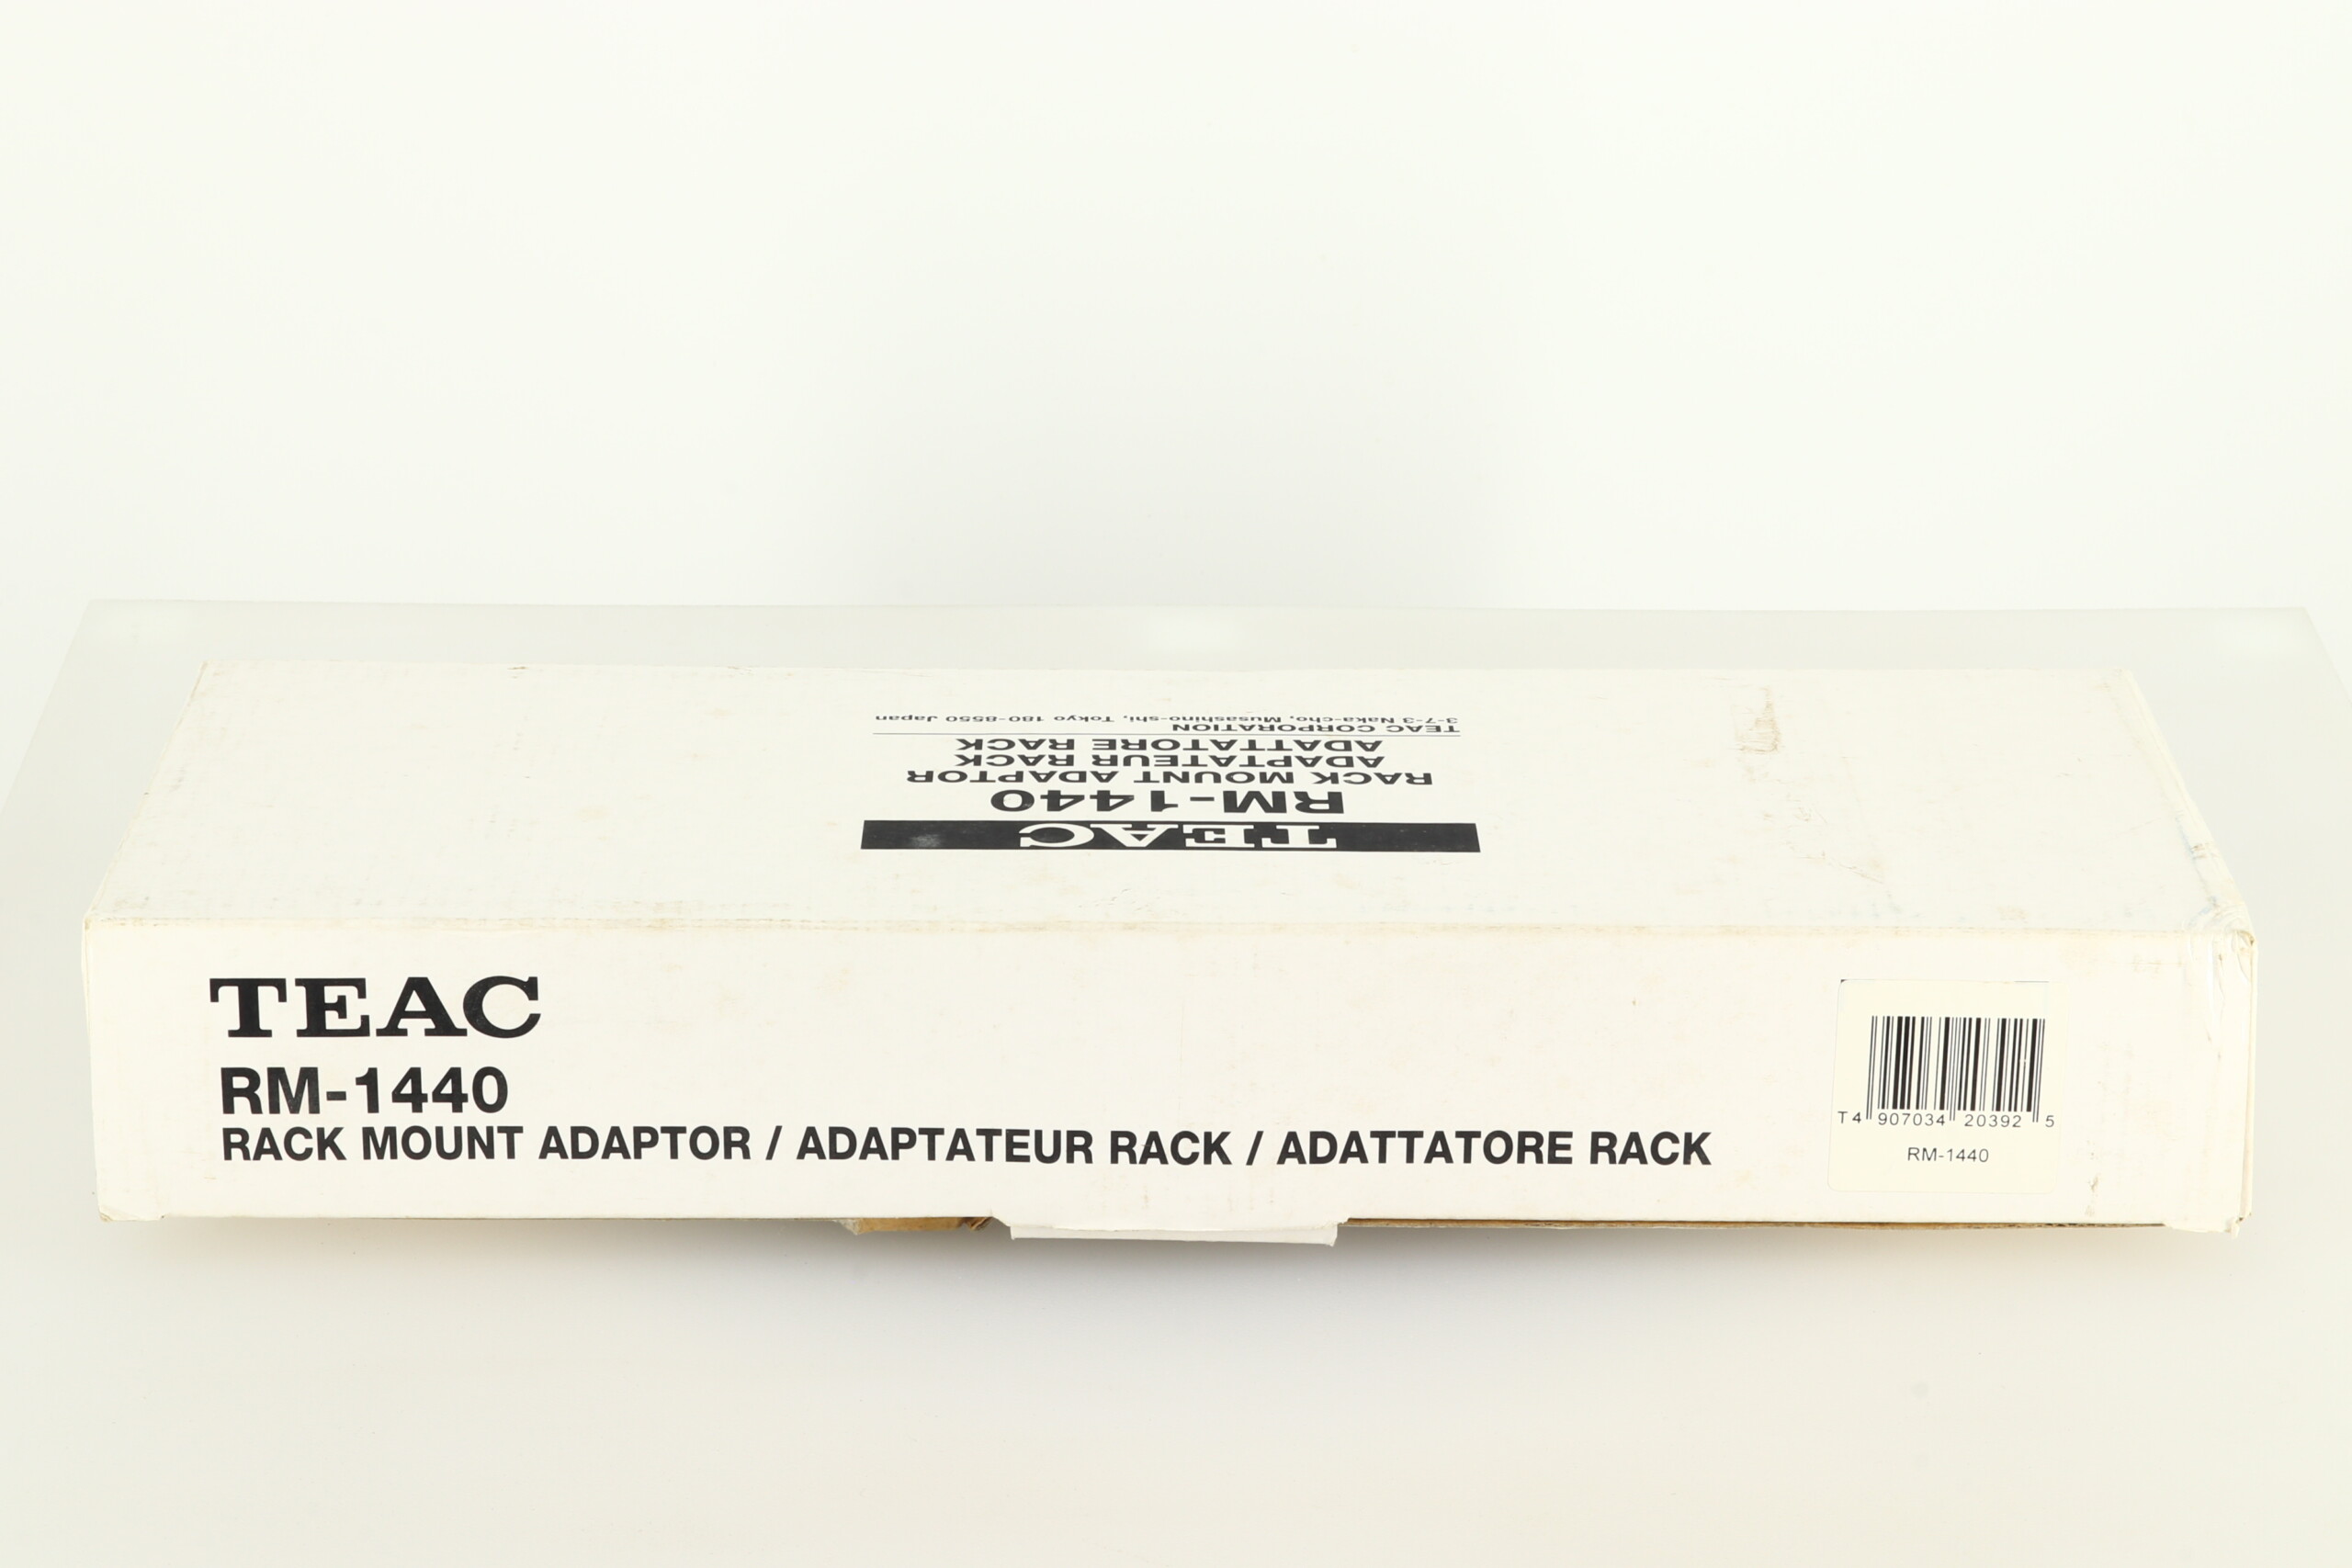 TEAC
RM-1440
RACK MOUNT ADAPTOR
ADAPTATEUR RACK
ADATTATORE RACK
TEAC CORPORATION
3-7-3 Naka-cho, Musashino-shi, Tokyo 180-8550 Japan
TEAC
RM-1440
RACK MOUNT ADAPTOR / ADAPTATEUR RACK / ADATTATORE RACK
T4 907034 20392 5
RM-1440